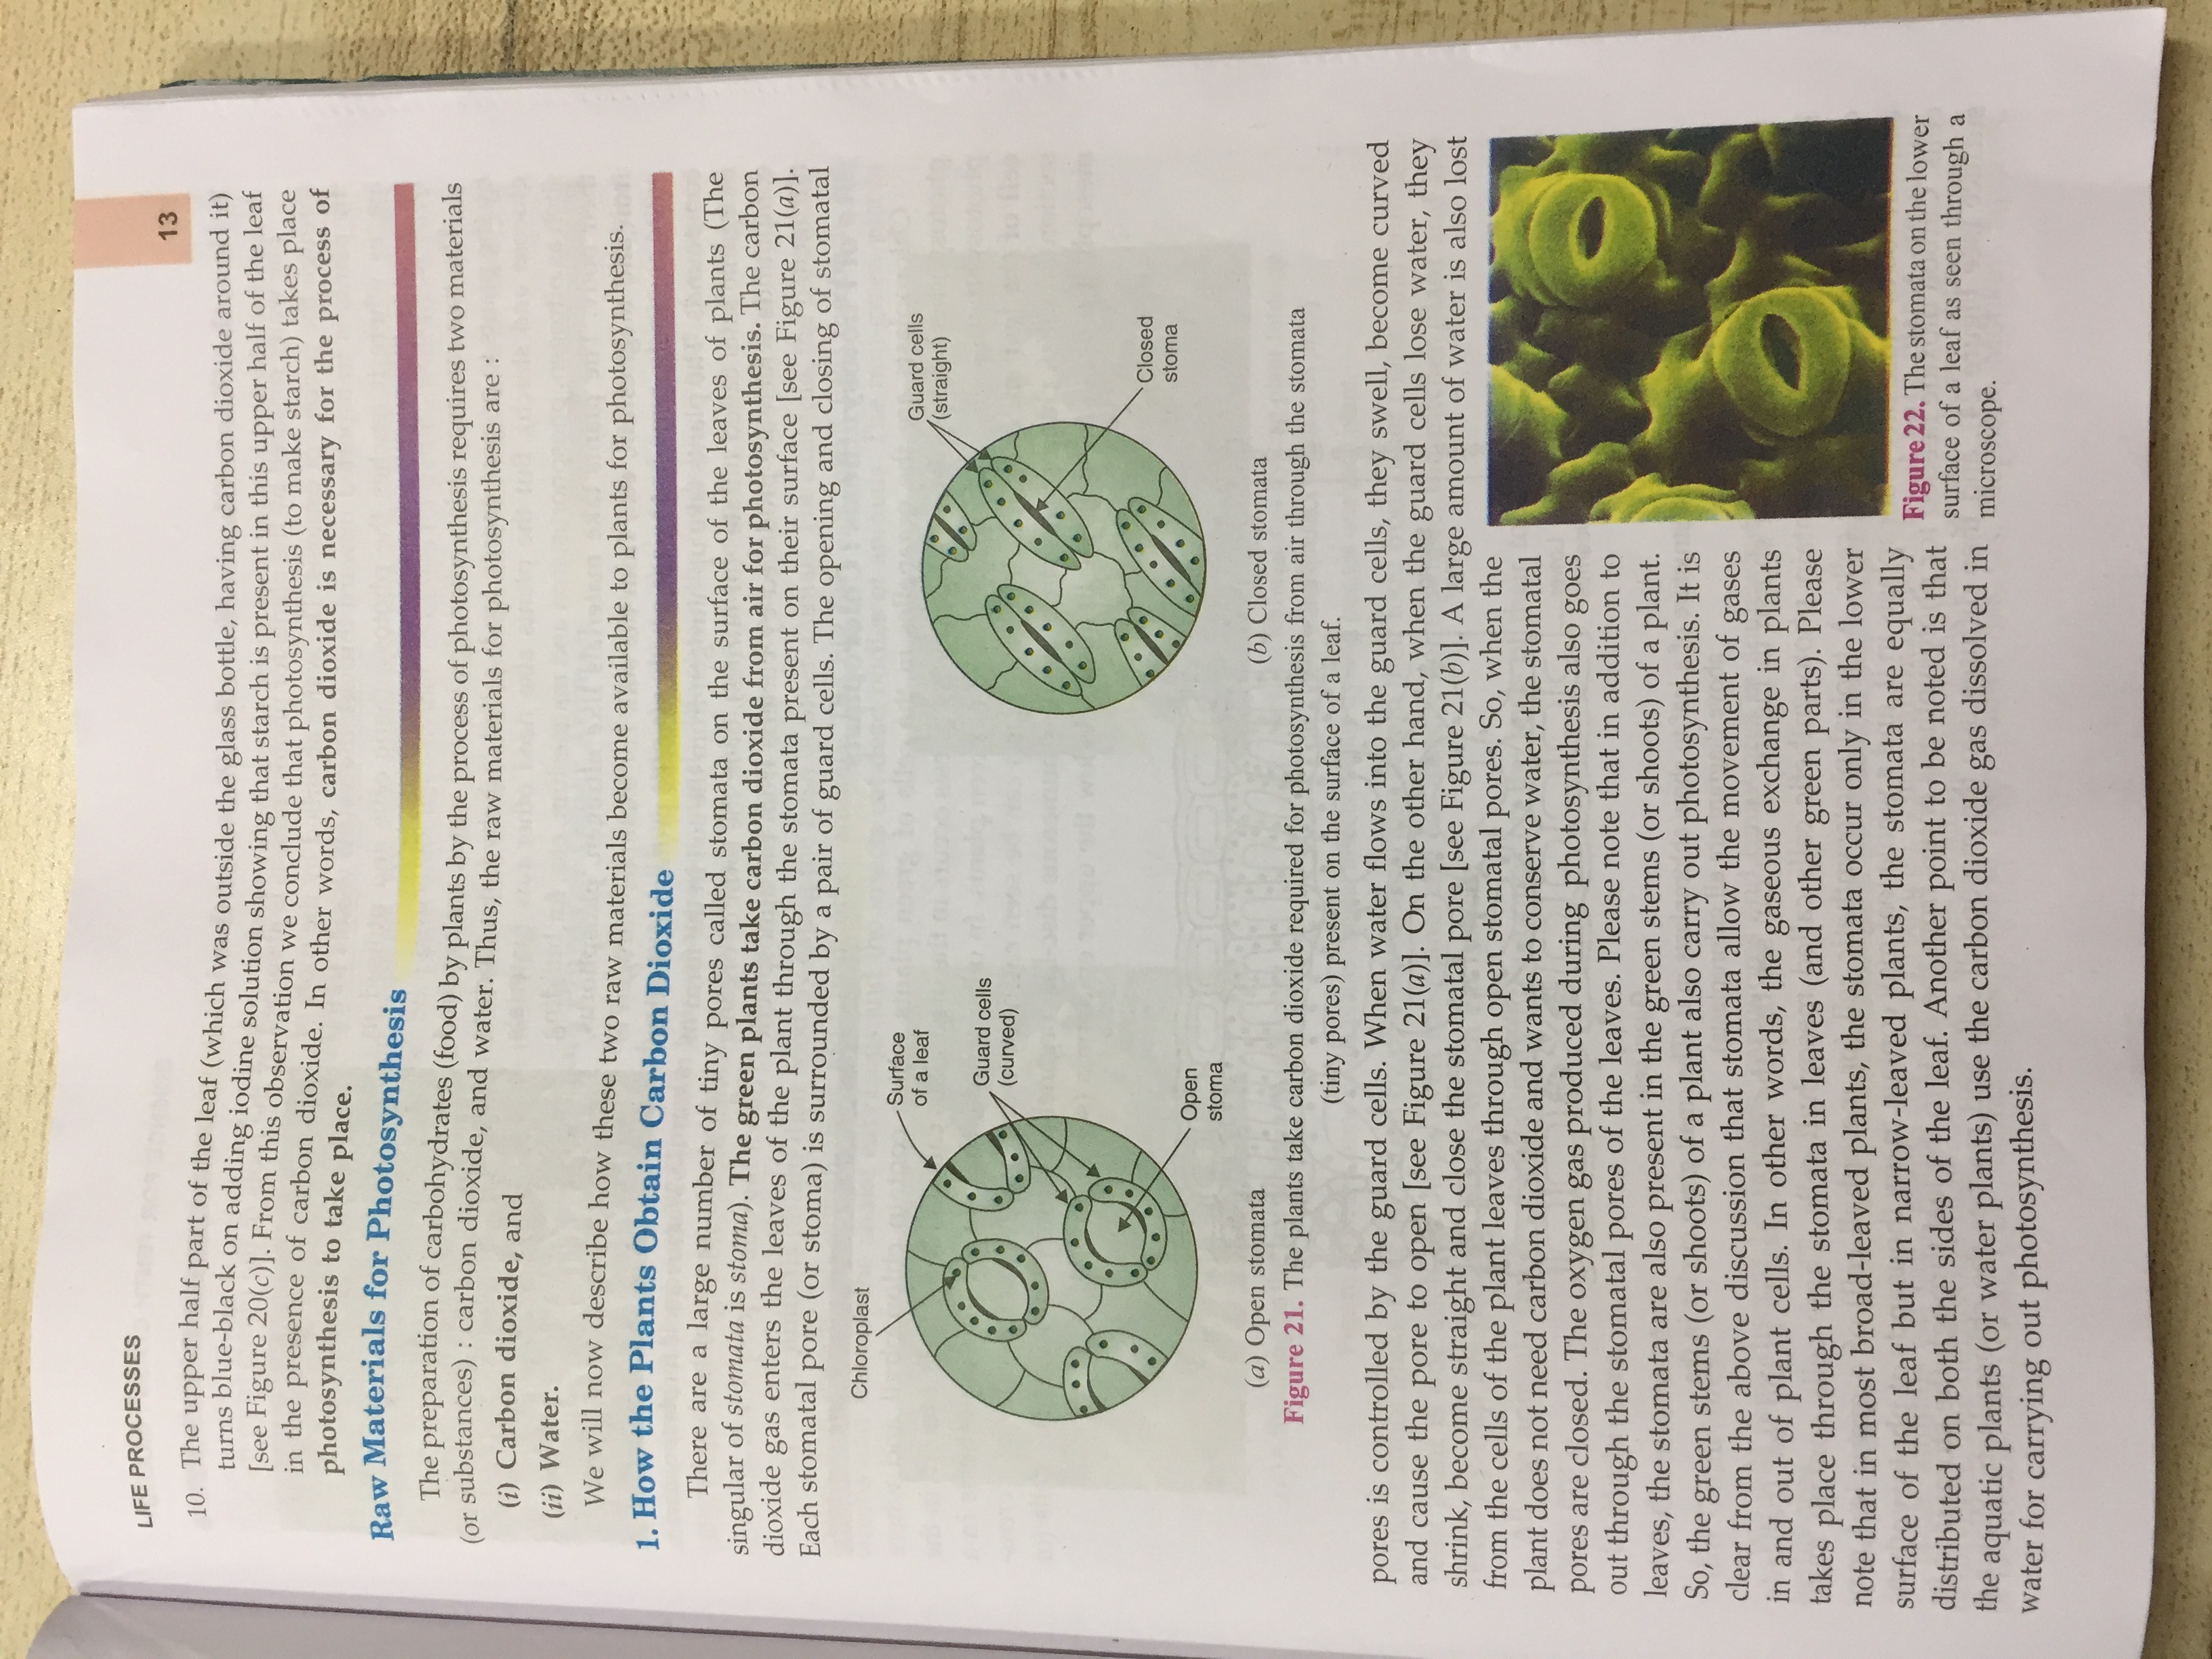 LIFE PROCESSES
13
10. The upper half part of the leaf (which was outside the glass bottle, having carbon dioxide around it)
turns blue-black on adding iodine solution showing that starch is present in this upper half of the leaf
[see Figure 20(c)]. From this observation we conclude that photosynthesis (to make starch) takes place
in the presence of carbon dioxide. In other words, carbon dioxide is necessary for the process of
photosynthesis to take place.
Raw Materials for Photosynthesis
The preparation of carbohydrates (food) by plants by the process of photosynthesis requires two materials
(or substances) : carbon dioxide, and water. Thus, the raw materials for photosynthesis are :
(i) Carbon dioxide, and
(ii) Water.
We will now describe how these two raw materials become available to plants for photosynthesis.
1. How the Plants Obtain Carbon Dioxide
There are a large number of tiny pores called stomata on the surface of the leaves of plants (The
singular of stomata is stoma). The green plants take carbon dioxide from air for photosynthesis. The carbon
dioxide gas enters the leaves of the plant through the stomata present on their surface [see Figure 21(a)].
Each stomatal pore (or stoma) is surrounded by a pair of guard cells. The opening and closing of stomatal
Chloroplast
Surface
of a leaf
Guard cells
(curved)
Open
stoma
(a) Open stomata
Guard cells
(straight)
Closed
stoma
(b) Closed stomata
Figure 21. The plants take carbon dioxide required for photosynthesis from air through the stomata
(tiny pores) present on the surface of a leaf.
pores is controlled by the guard cells. When water flows into the guard cells, they swell, become curved
and cause the pore to open [see Figure 21(a)]. On the other hand, when the guard cells lose water, they
shrink, become straight and close the stomatal pore [see Figure 21(b)]. A large amount of water is also lost
from the cells of the plant leaves through open stomatal pores. So, when the
plant does not need carbon dioxide and wants to conserve water, the stomatal
pores are closed. The oxygen gas produced during photosynthesis also goes
out through the stomatal pores of the leaves. Please note that in addition to
leaves, the stomata are also present in the green stems (or shoots) of a plant.
So, the green stems (or shoots) of a plant also carry out photosynthesis. It is
clear from the above discussion that stomata allow the movement of gases
in and out of plant cells. In other words, the gaseous exchange in plants
takes place through the stomata in leaves (and other green parts). Please
note that in most broad-leaved plants, the stomata occur only in the lower
surface of the leaf but in narrow-leaved plants, the stomata are equally
distributed on both the sides of the leaf. Another point to be noted is that
the aquatic plants (or water plants) use the carbon dioxide gas dissolved in
water for carrying out photosynthesis.
Figure 22. The stomata on the lower
surface of a leaf as seen through a
microscope.